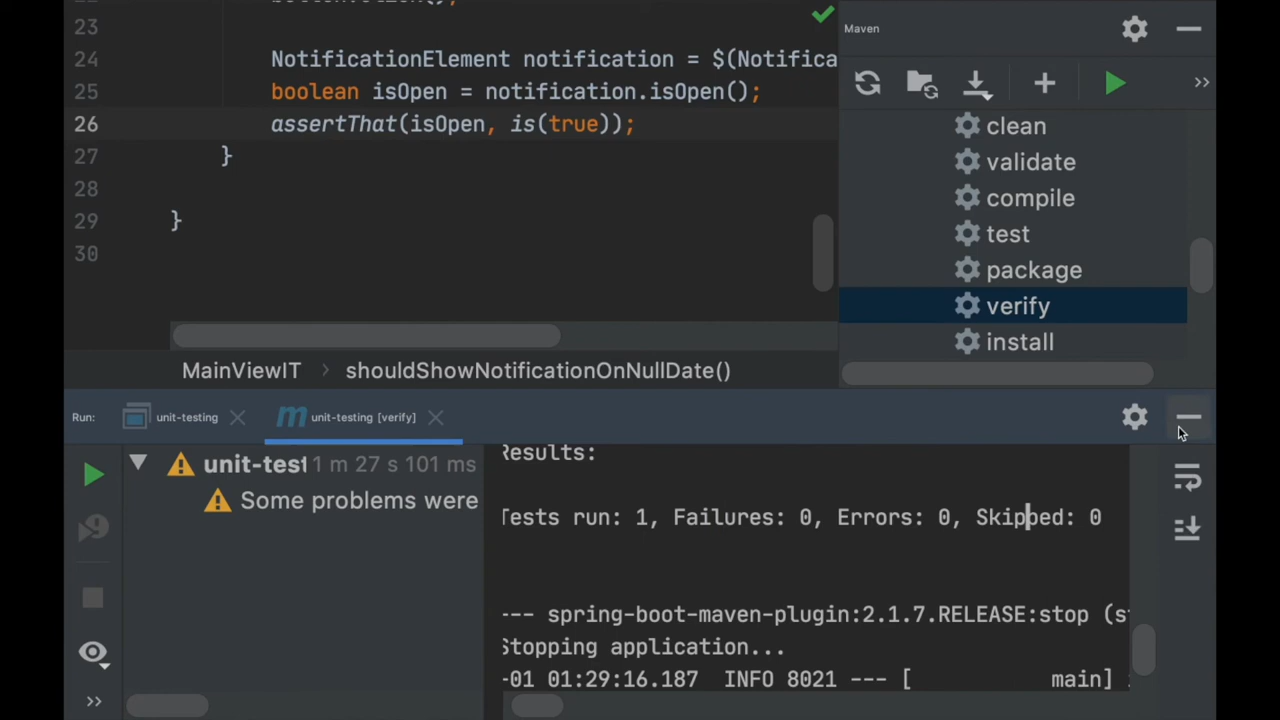 23
24 NotificationElement notification = $(Notifica
25 boolean isOpen = notification.isOpen();
26 assertThat(isOpen, is(true));
27 }
28
29 }
30
MainViewIT > shouldShowNotificationOnNullDate()
Maven
clean
validate
compile
test
package
verify
install
Run: unit-testing unit-testing [verify]
unit-test 1 m 27 s 101 ms
Some problems were
Results:
Tests run: 1, Failures: 0, Errors: 0, Skipped: 0
--- spring-boot-maven-plugin:2.1.7.RELEASE:stop (s
Stopping application...
-01 01:29:16.187 INFO 8021 --- [ main]